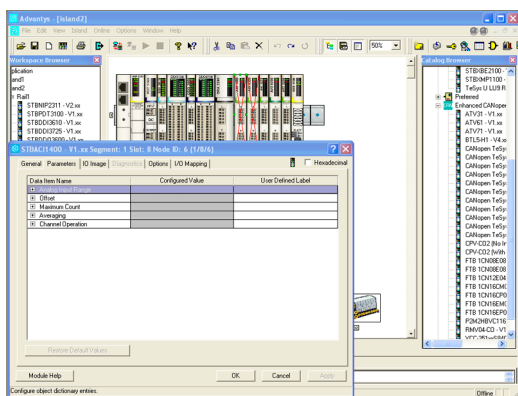 Advantys - [island2]
File Edit View Island Online Options Window Help
50%
Workspace Browser
Catalog Browser
plication
and1
and2
Rail1
STBNIP2311 - V2.xx
STBPDT3100 - V1.xx
STBDDI3610 - V1.xx
STBDDI3725 - V1.xx
STBXBE2100 -
STBXMP1100 -
TeSys U LU9R
Preferred
Enhanced CANopen
ATV31 - V1.xx
ATV61 - V1.xx
ATV71 - V1.xx
BTL5H1 - V4.x
CANopen TeSy
CANopen TeSy
CANopen TeSy
CANopen TeSy
CANopen TeSy
CANopen TeSy
CANopen TeSy
CANopen TeSy
CPV-CO2 (No Ir
CPV-CO2 (With
FTB 1CN08E08
FTB 1CN08E08
FTB 1CN12E04
FTB 1CN16CM
FTB 1CN16CP0
FTB 1CN16EM
FTB 1CN16EP0
P2M2HBVC116
RMV04-CO - V1
STBACI1400 - V1.xx Segment: 1 Slot: 8 Node ID: 6 (1/8/6)
General Parameters IO Image Diagnostics Options I/O Mapping
Hexadecimal
Data Item Name Configured Value User Defined Label
Analog Input Range
Offset
Maximum Count
Averaging
Channel Operation
Restore Default Values
Module Help OK Cancel Apply
Configure object dictionary entries.
Offline